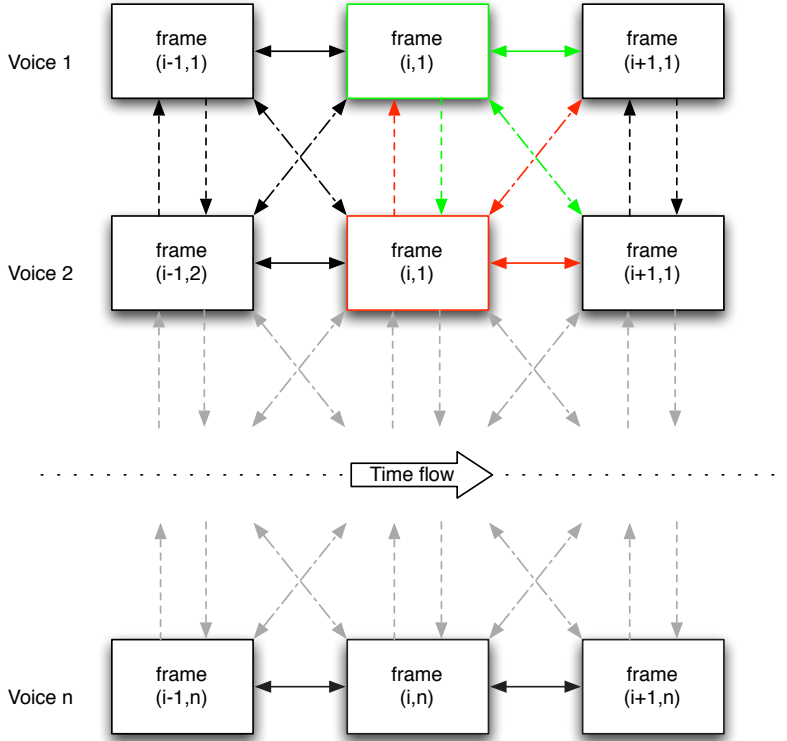 Voice 1
frame
(i-1,1)
frame
(i,1)
frame
(i+1,1)
Voice 2
frame
(i-1,2)
frame
(i,1)
frame
(i+1,1)
Time flow
Voice n
frame
(i-1,n)
frame
(i,n)
frame
(i+1,n)